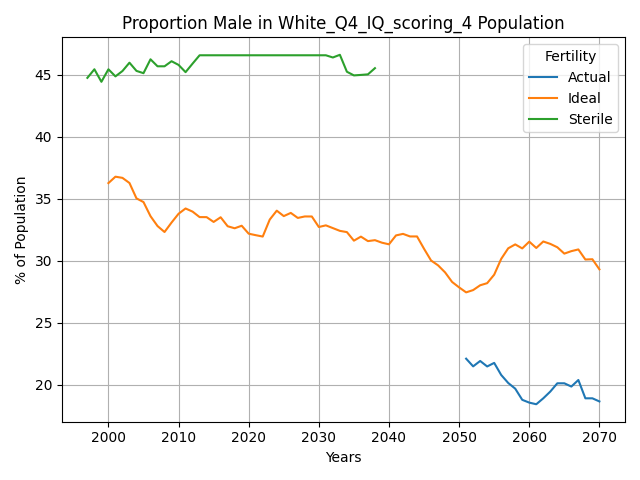 Proportion Male in White_Q4_IQ_scoring_4 Population
Fertility
Actual
Ideal
Sterile
% of Population
45
40
35
30
25
20
2000
2010
2020
2030
2040
2050
2060
2070
Years